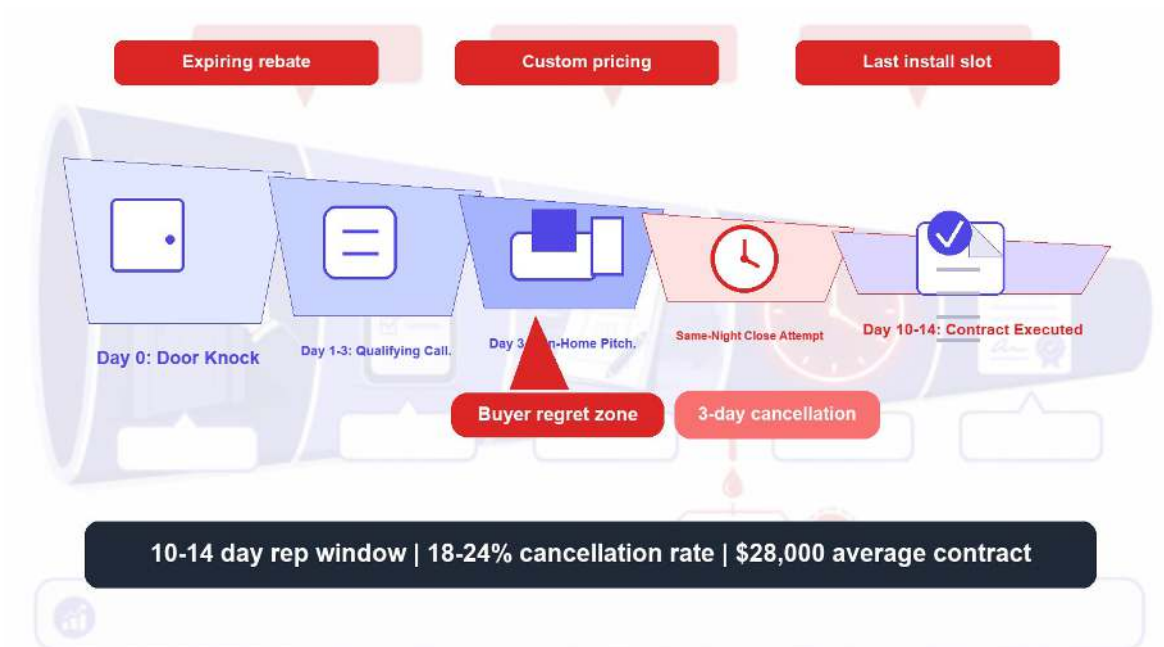 Expiring rebate
Custom pricing
Last install slot
Day 0: Door Knock
Day 1-3: Qualifying Call.
Day 3 n-Home Pitch.
Same-Night Close Attempt
Day 10-14: Contract Executed
Buyer regret zone
3-day cancellation
10-14 day rep window | 18-24% cancellation rate | $28,000 average contract